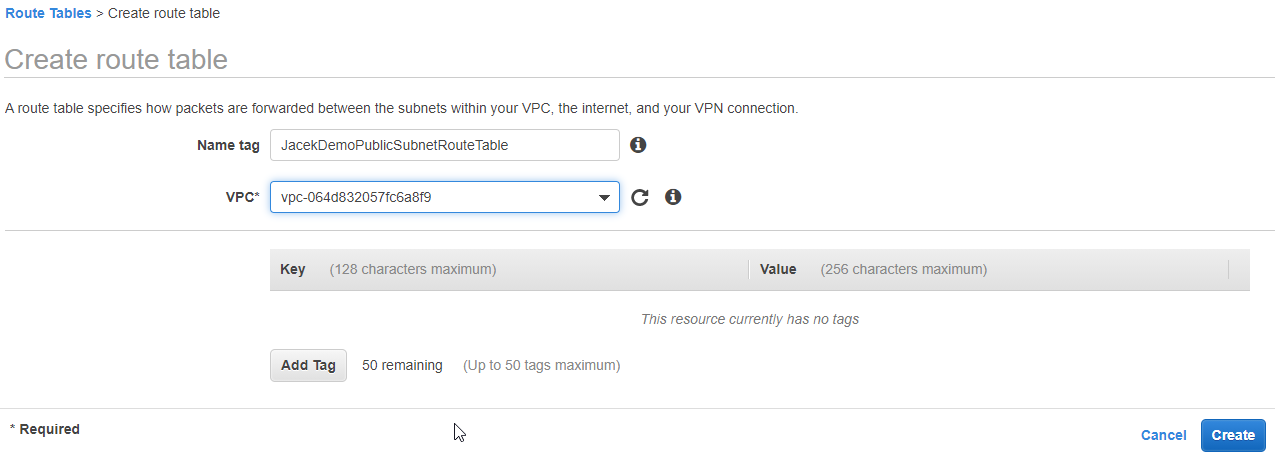 Route Tables > Create route table
Create route table
A route table specifies how packets are forwarded between the subnets within your VPC, the internet, and your VPN connection.
Name tag JacekDemoPublicSubnetRouteTable
VPC* vpc-064d832057fc6a8f9
Key (128 characters maximum) Value (256 characters maximum)
This resource currently has no tags
Add Tag 50 remaining (Up to 50 tags maximum)
* Required Cancel Create